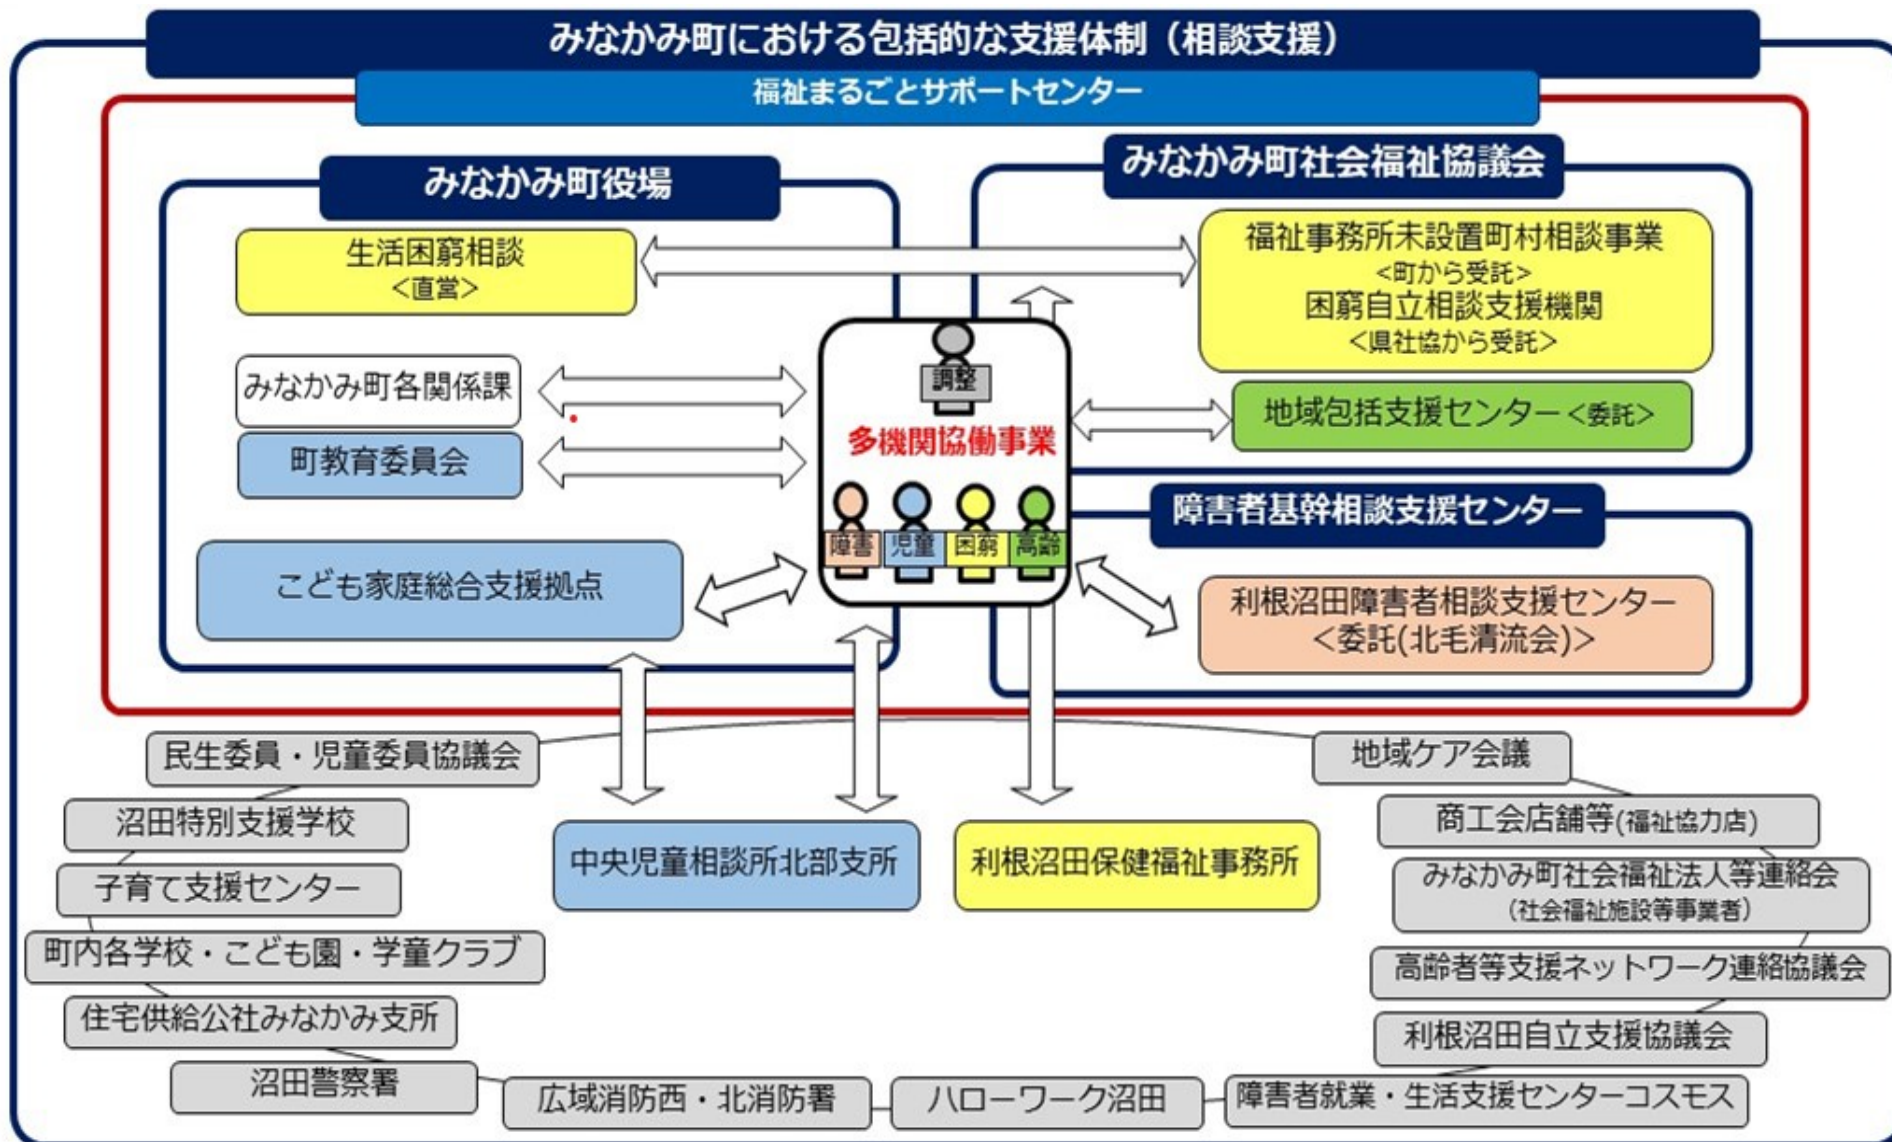 みなかみ町における包括的な支援体制（相談支援）
福祉まるごとサポートセンター
みなかみ町役場
生活困窮相談
<直営>
みなかみ町各関係課
町教育委員会
こども家庭総合支援拠点
みなかみ町社会福祉協議会
福祉事務所未設置町村相談事業
<町から受託>
困窮自立相談支援機関
<県社協から受託>
地域包括支援センター<委託>
調整
多機関協働事業
障害
児童
困窮
高齢
障害者基幹相談支援センター
利根沼田障害者相談支援センター
<委託(北毛清流会)>
中央児童相談所北部支所
利根沼田保健福祉事務所
民生委員・児童委員協議会
沼田特別支援学校
子育て支援センター
町内各学校・こども園・学童クラブ
住宅供給公社みなかみ支所
沼田警察署
広域消防西・北消防署
ハローワーク沼田
障害者就業・生活支援センターコスモス
利根沼田自立支援協議会
高齢者等支援ネットワーク連絡協議会
みなかみ町社会福祉法人等連絡会
（社会福祉施設等事業者）
商工会店舗等(福祉協力店)
地域ケア会議